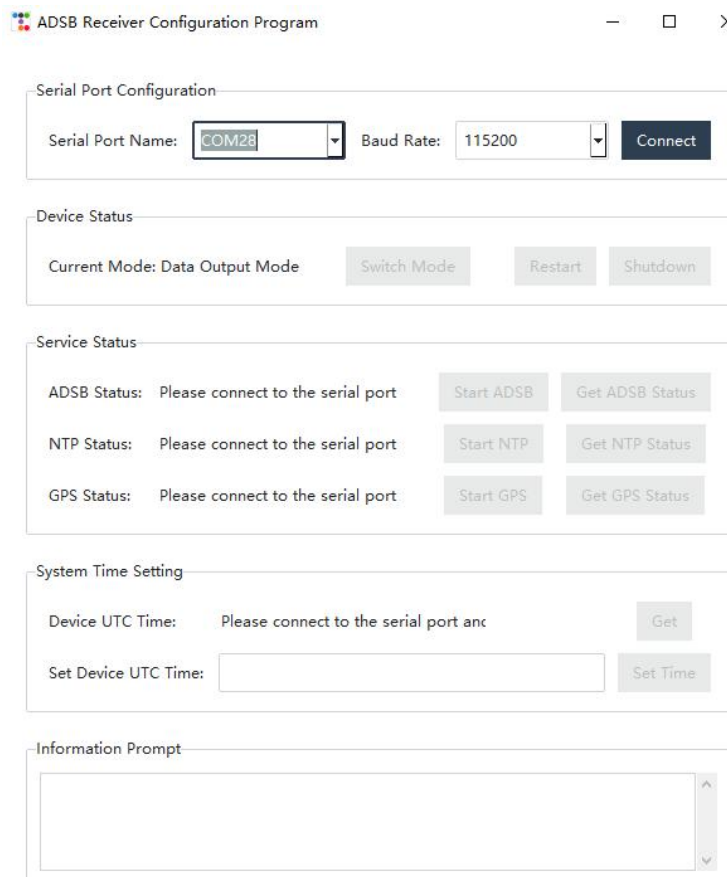 ADSB Receiver Configuration Program
Serial Port Configuration
Serial Port Name: COM28 Baud Rate: 115200 Connect
Device Status
Current Mode: Data Output Mode Switch Mode Restart Shutdown
Service Status
ADSB Status: Please connect to the serial port Start ADSB Get ADSB Status
NTP Status: Please connect to the serial port Start NTP Get NTP Status
GPS Status: Please connect to the serial port Start GPS Get GPS Status
System Time Setting
Device UTC Time: Please connect to the serial port and Get
Set Device UTC Time: Set Time
Information Prompt